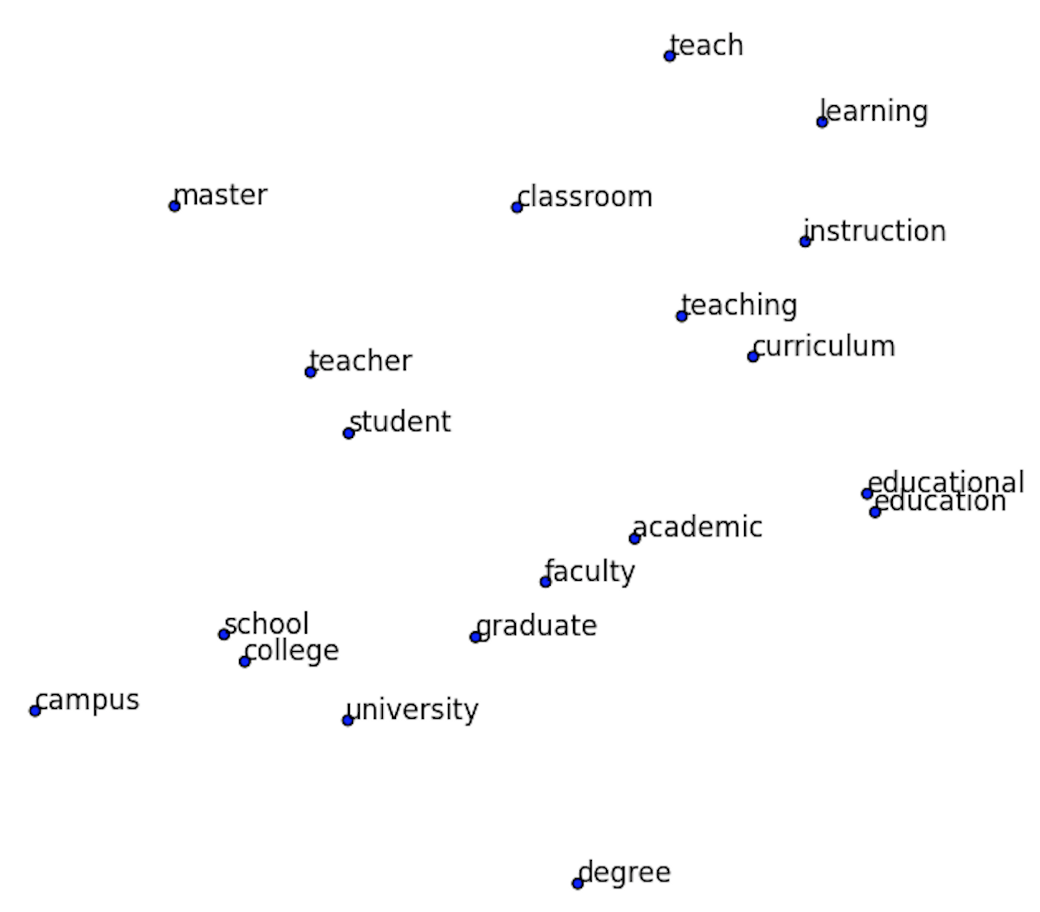 teach
learning
master
classroom
instruction
teaching
curriculum
teacher
student
educational
education
academic
faculty
school
graduate
college
campus
university
degree